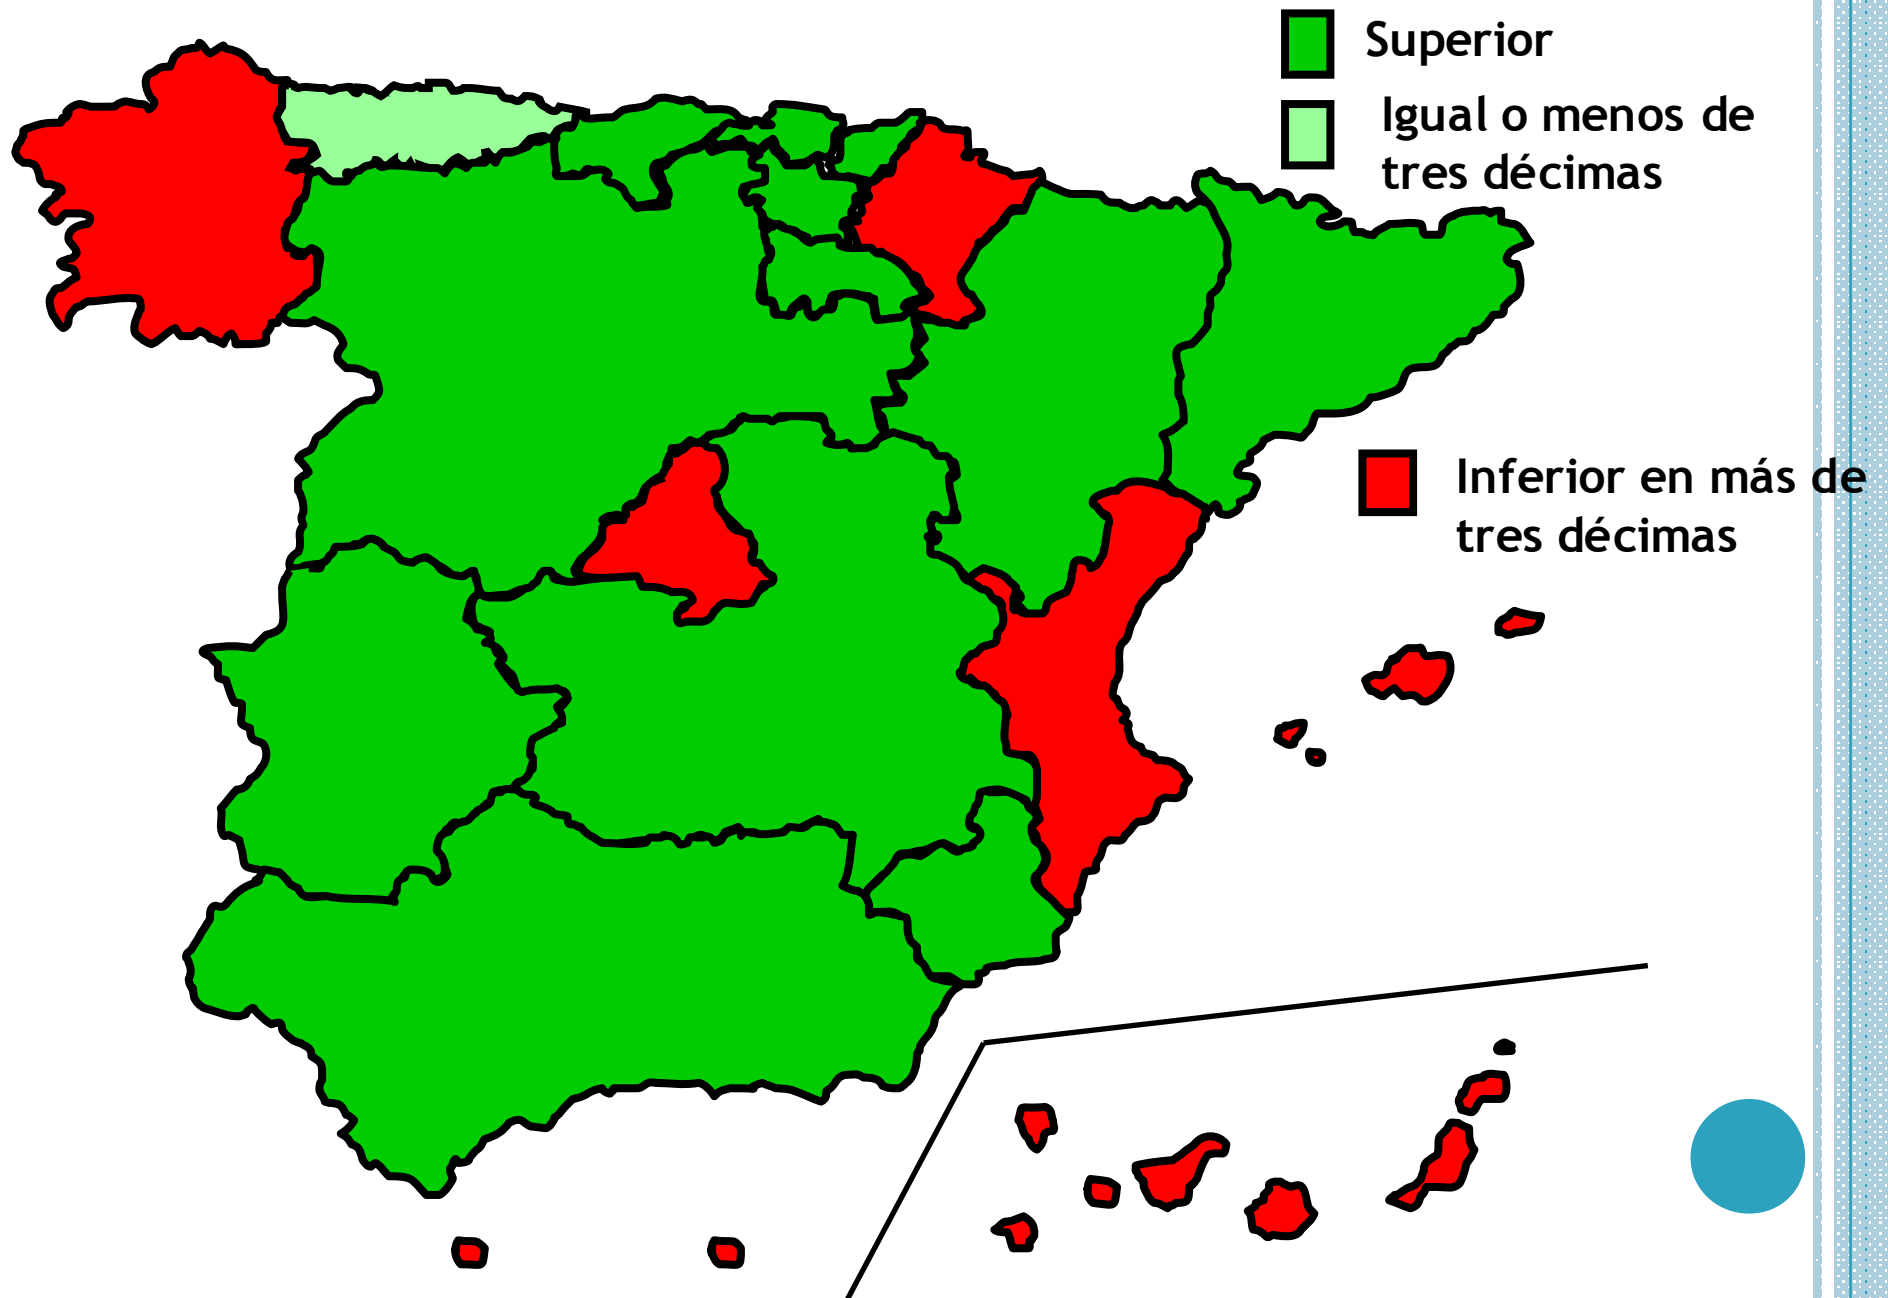 Superior
Igual o menos de
tres décimas
Inferior en más de
tres décimas